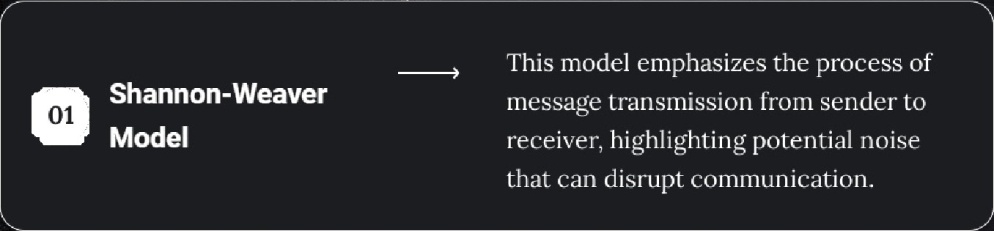 01
Shannon-Weaver
Model
This model emphasizes the process of
message transmission from sender to
receiver, highlighting potential noise
that can disrupt communication.